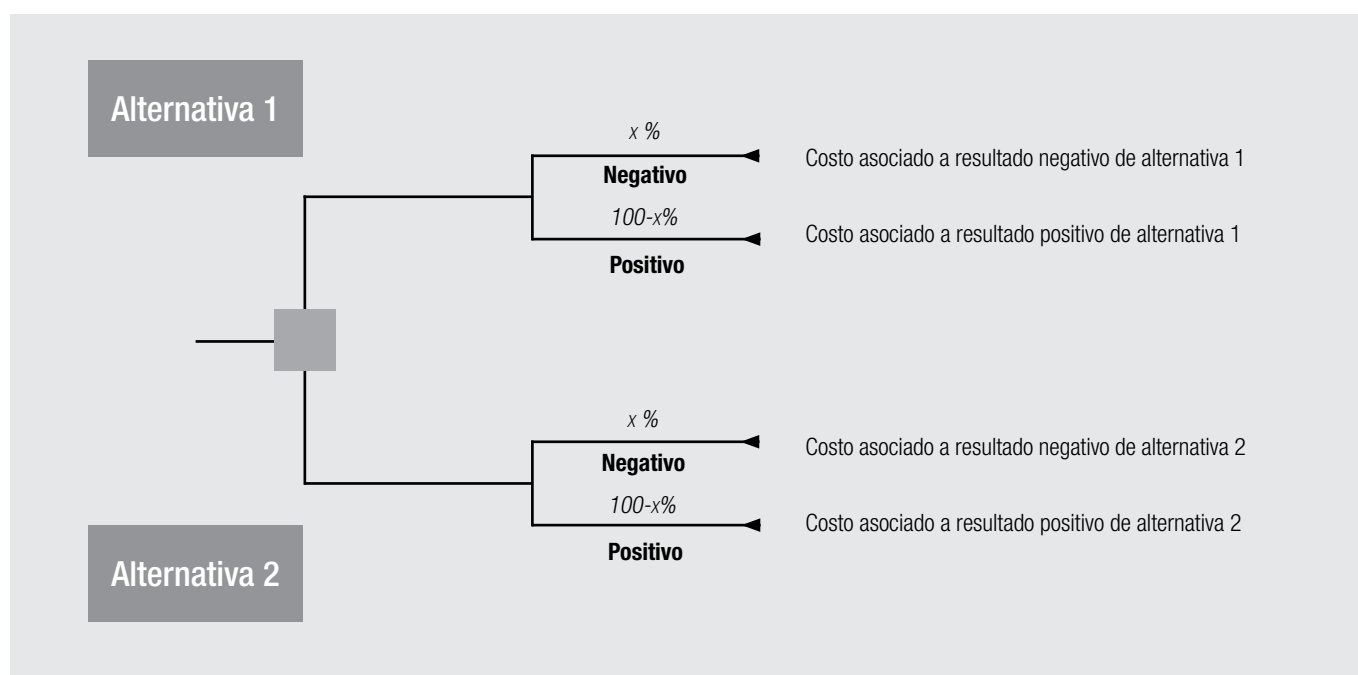 Alternativa 1
x %
Negativo
Costo asociado a resultado negativo de alternativa 1
100-x%
Positivo
Costo asociado a resultado positivo de alternativa 1
x %
Negativo
Costo asociado a resultado negativo de alternativa 2
100-x%
Positivo
Costo asociado a resultado positivo de alternativa 2
Alternativa 2